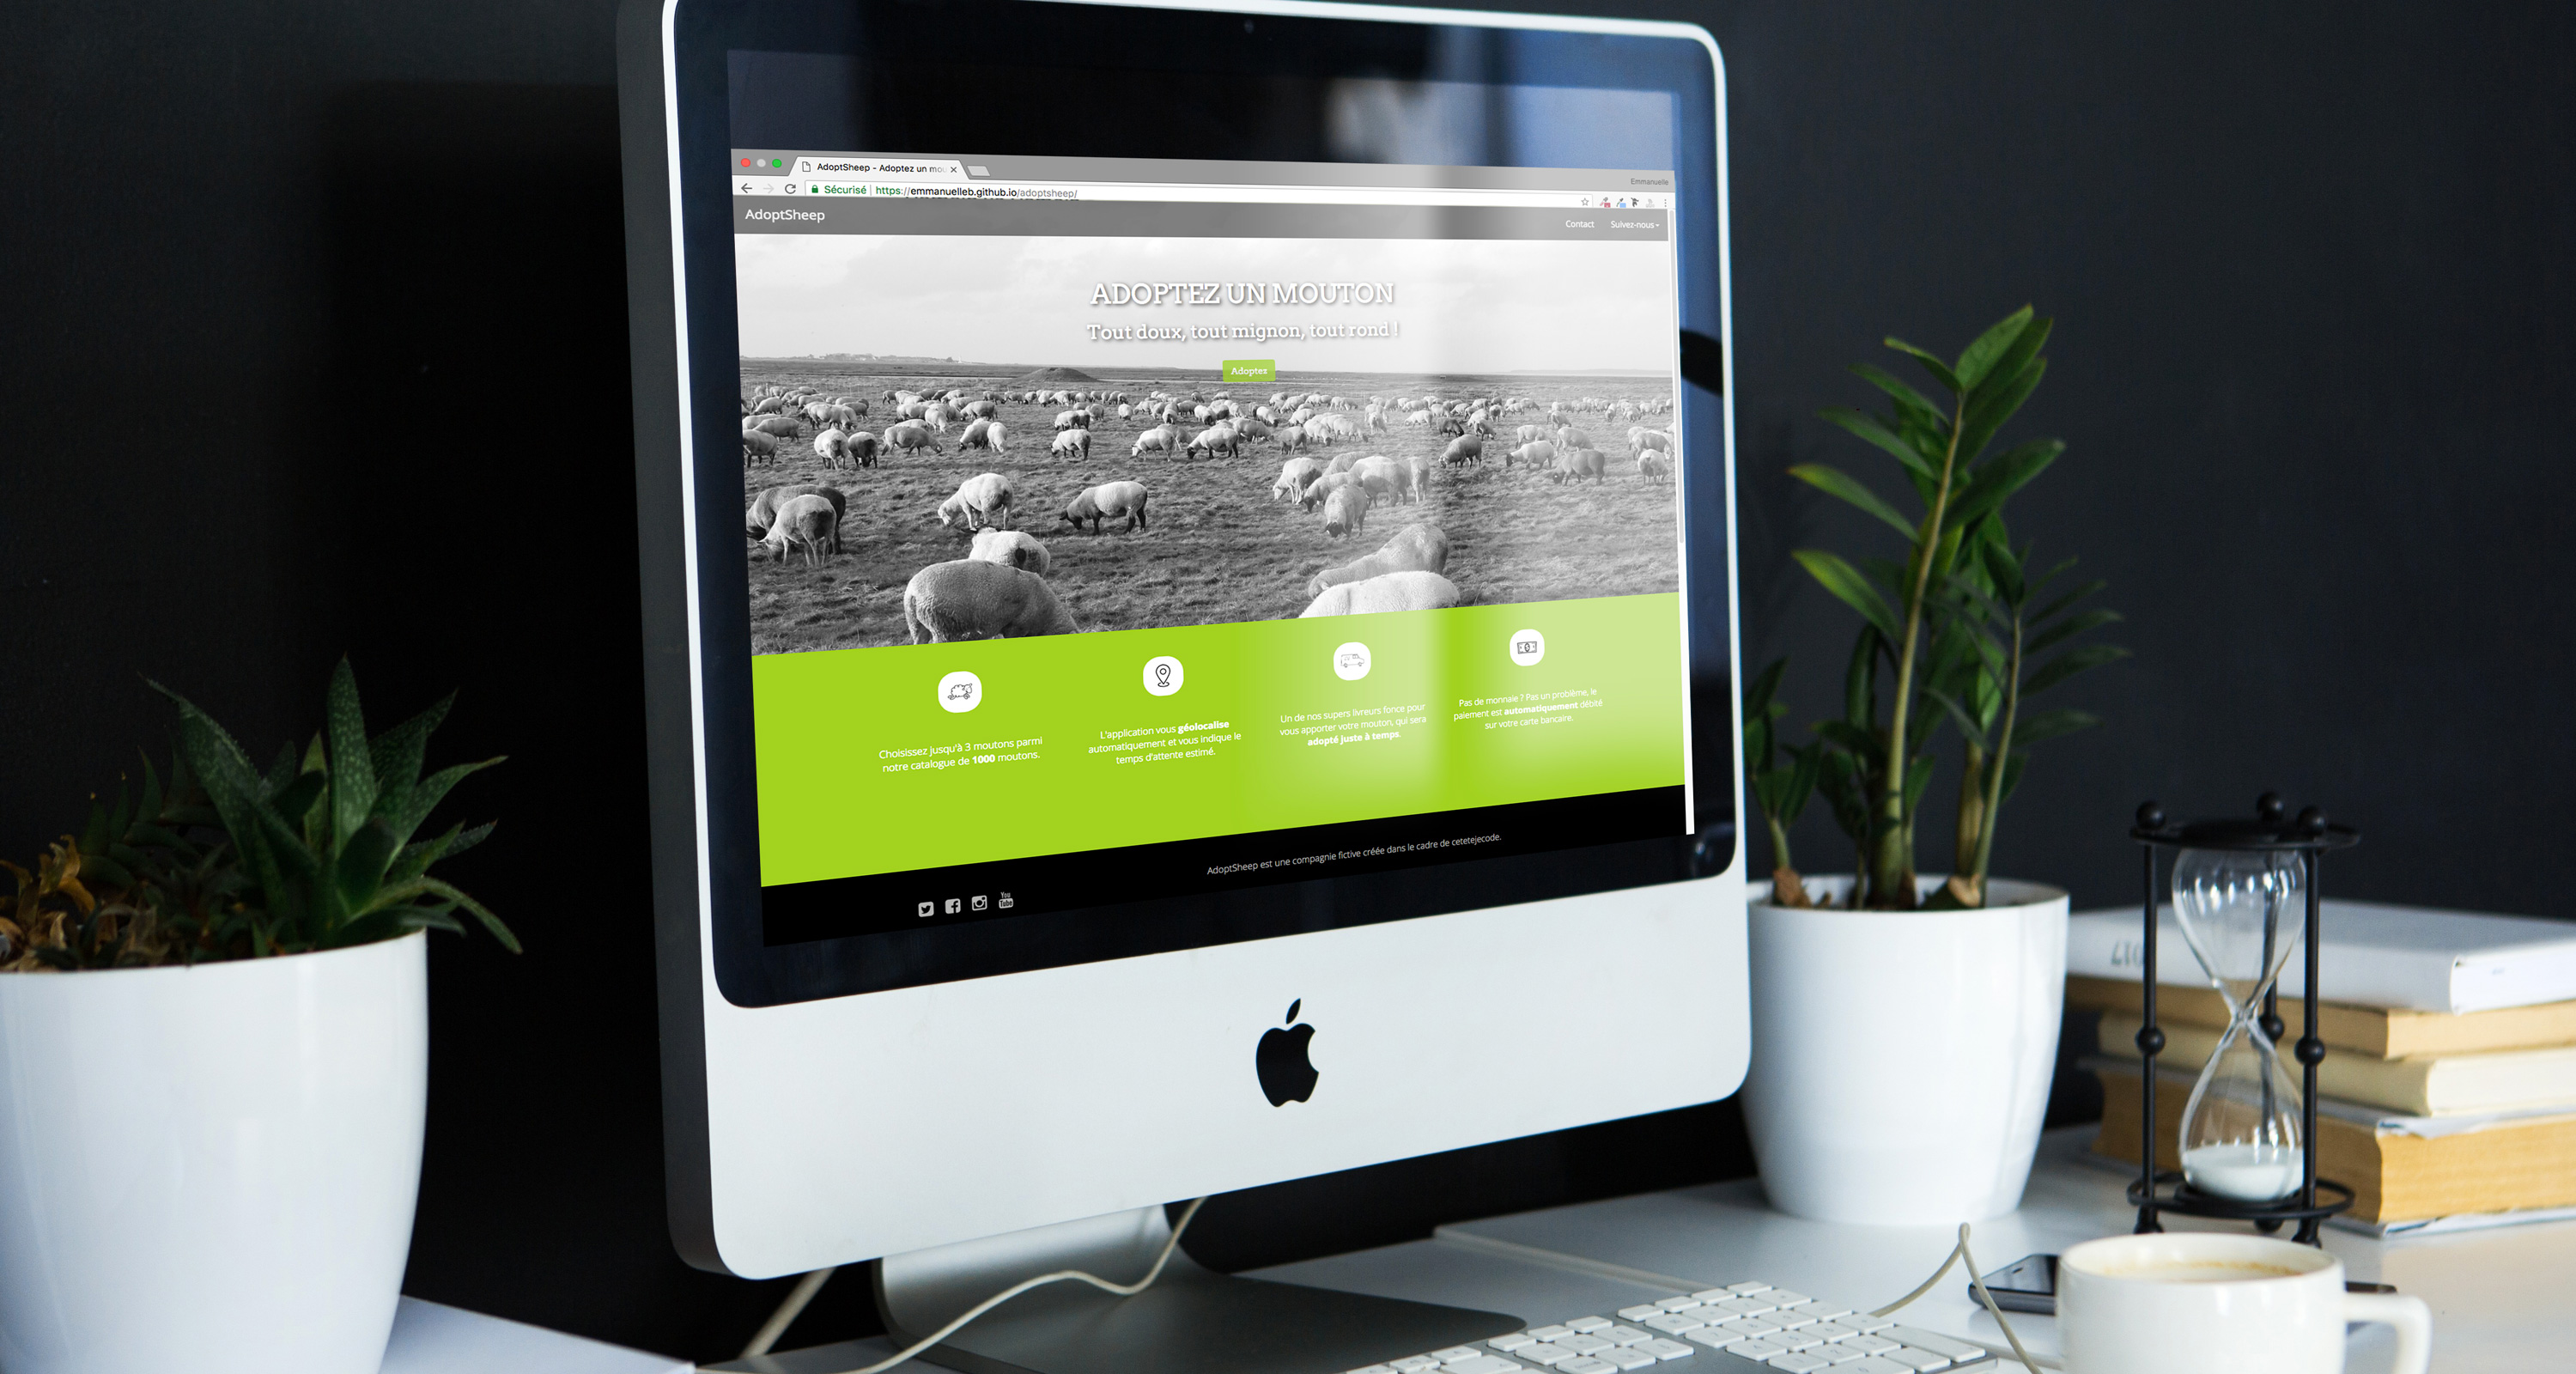 AdoptSheep - Adoptez un mou
Emmanuelle
Sécurisé | https://emmanuelleb.github.io/adoptsheep/
AdoptSheep
Contact Suivez-nous
ADOPTEZ UN MOUTON
Tout doux, tout mignon, tout rond !
Adoptez
Choisissez jusqu'à 3 moutons parmi
notre catalogue de 1000 moutons.
L'application vous géolocalise
automatiquement et vous indique le
temps d'attente estimé.
Un de nos supers livreurs fonce pour
vous apporter votre mouton, qui sera
adopté juste à temps.
Pas de monnaie ? Pas un problème, le
paiement est automatiquement débité
sur votre carte bancaire.
AdoptSheep est une compagnie fictive créée dans le cadre de cetetejecode.
You
Tube